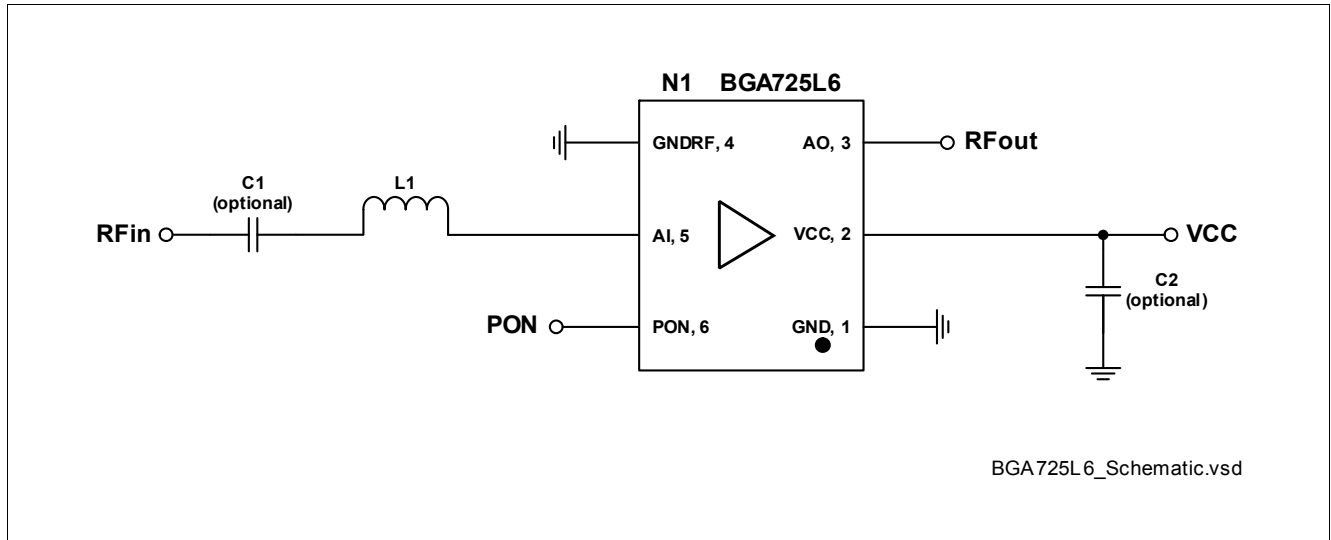 N1 BGA725L6
GNDRF, 4
AO, 3
RFout
C1
(optional)
L1
RFin
AI, 5
VCC, 2
VCC
C2
(optional)
PON
PON, 6
GND, 1
BGA725L6_Schematic.vsd